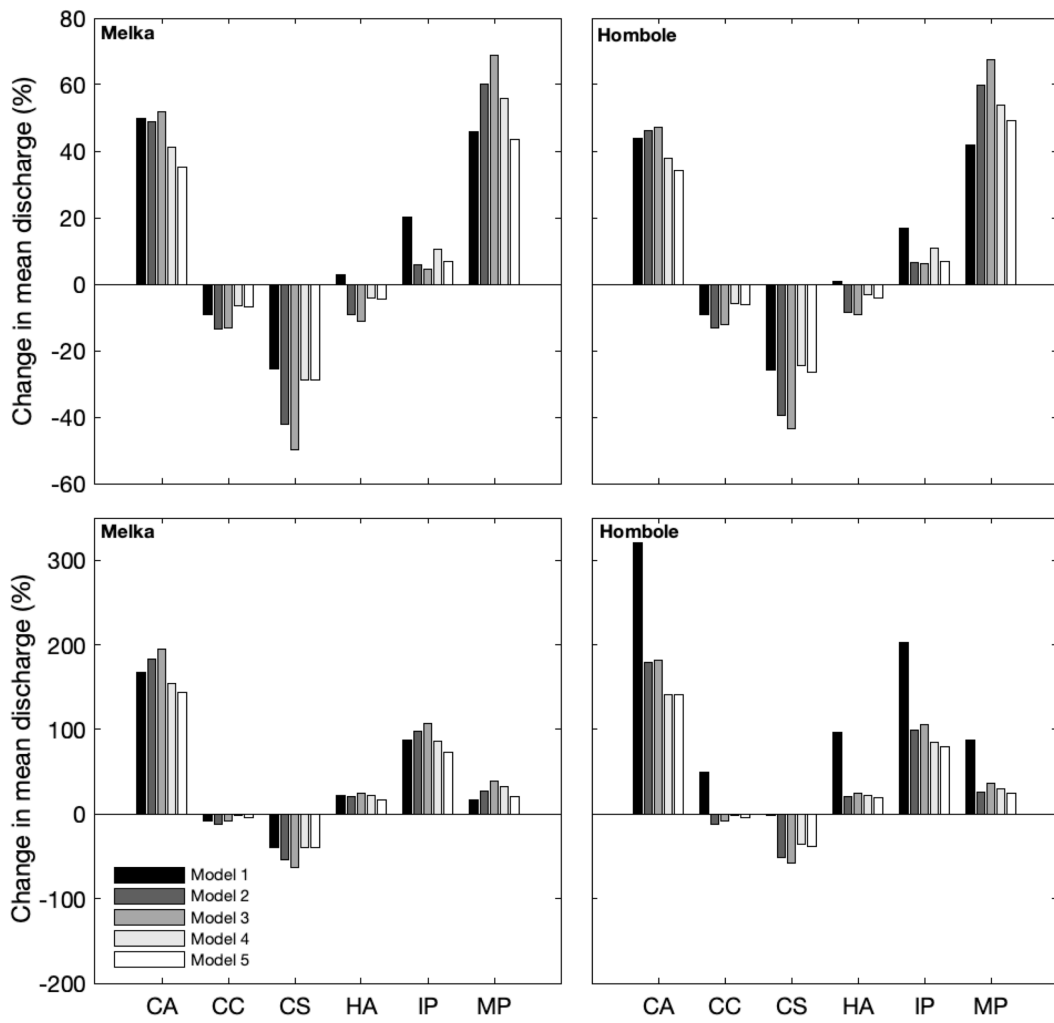 Melka
Hombole
Change in mean discharge (%)
80
60
40
20
0
-20
-40
-60
Melka
Hombole
Change in mean discharge (%)
300
200
100
0
-100
-200
Model 1
Model 2
Model 3
Model 4
Model 5
CA CC CS HA IP MP
CA CC CS HA IP MP